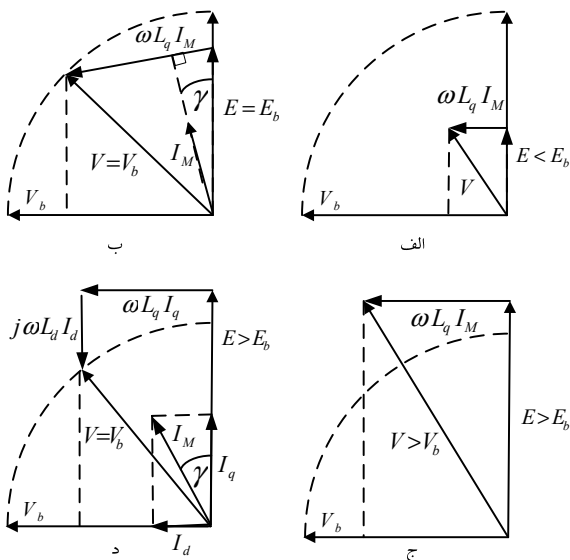 ωL_q I_M
γ
E = E_b
I_M
V=V_b
V_b
ب
ωL_q I_M
E < E_b
V
V_b
الف
ωL_q I_q
jωL_d I_d
E>E_b
I_M
V=V_b
γ
I_q
V_b
I_d
د
ωL_q I_M
E>E_b
V>V_b
V_b
ج